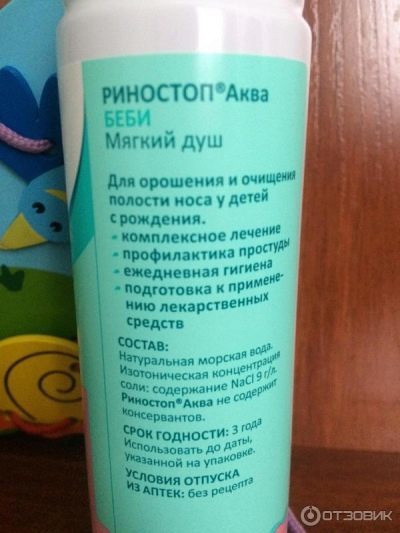 РИНОСТОП®Аква
БЕБИ
Мягкий душ
Для орошения и очищения
полости носа у детей
с рождения.
- комплексное лечение
- профилактика простуды
- ежедневная гигиена
- подготовка к примене-
нию лекарственных
средств
СОСТАВ:
Натуральная морская вода.
Изотоническая концентрация
соли: содержание NaCl 9 г/л.
Риностоп®Аква не содержит
консервантов.
СРОК ГОДНОСТИ: 3 года
Использовать до даты,
указанной на упаковке.
УСЛОВИЯ ОТПУСКА
ИЗ АПТЕК: без рецепта
ОТЗОВИК